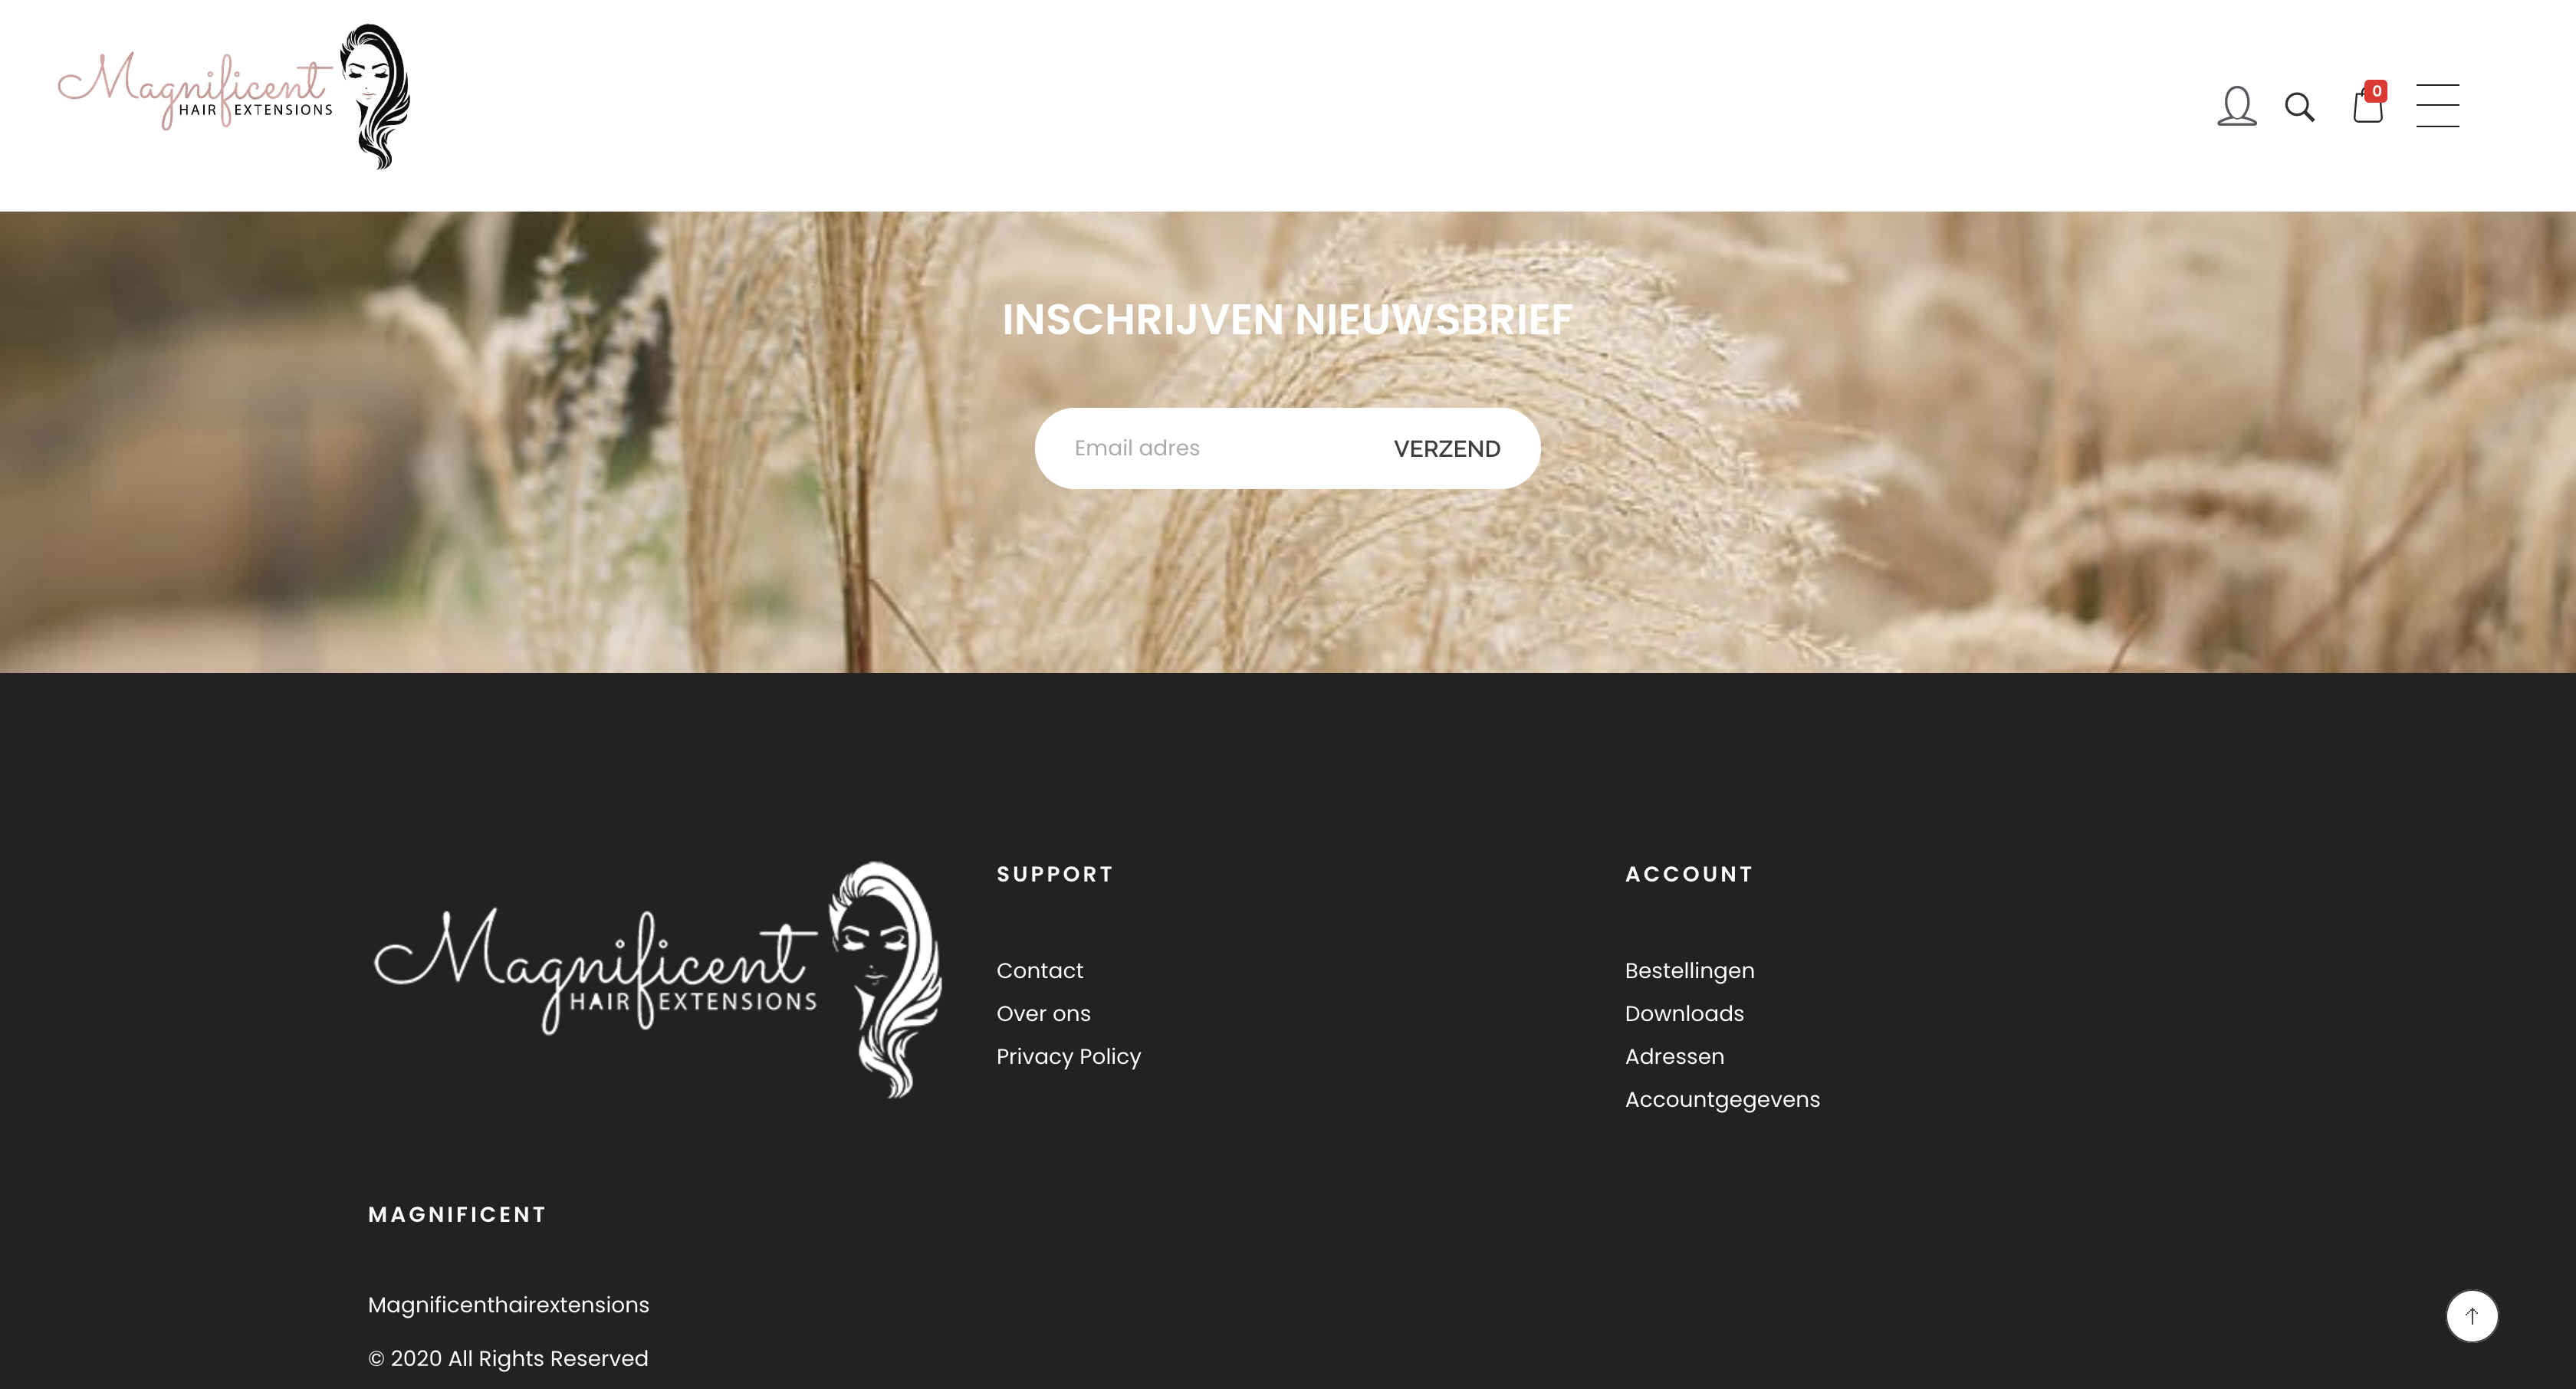 Magnificent
HAIR EXTENSIONS
0
INSCHRIJVEN NIEUWSBRIEF
Email adres
VERZEND
Magnificent
HAIR EXTENSIONS
SUPPORT
Contact
Over ons
Privacy Policy
ACCOUNT
Bestellingen
Downloads
Adressen
Accountgegevens
MAGNIFICENT
Magnificenthairextensions
© 2020 All Rights Reserved